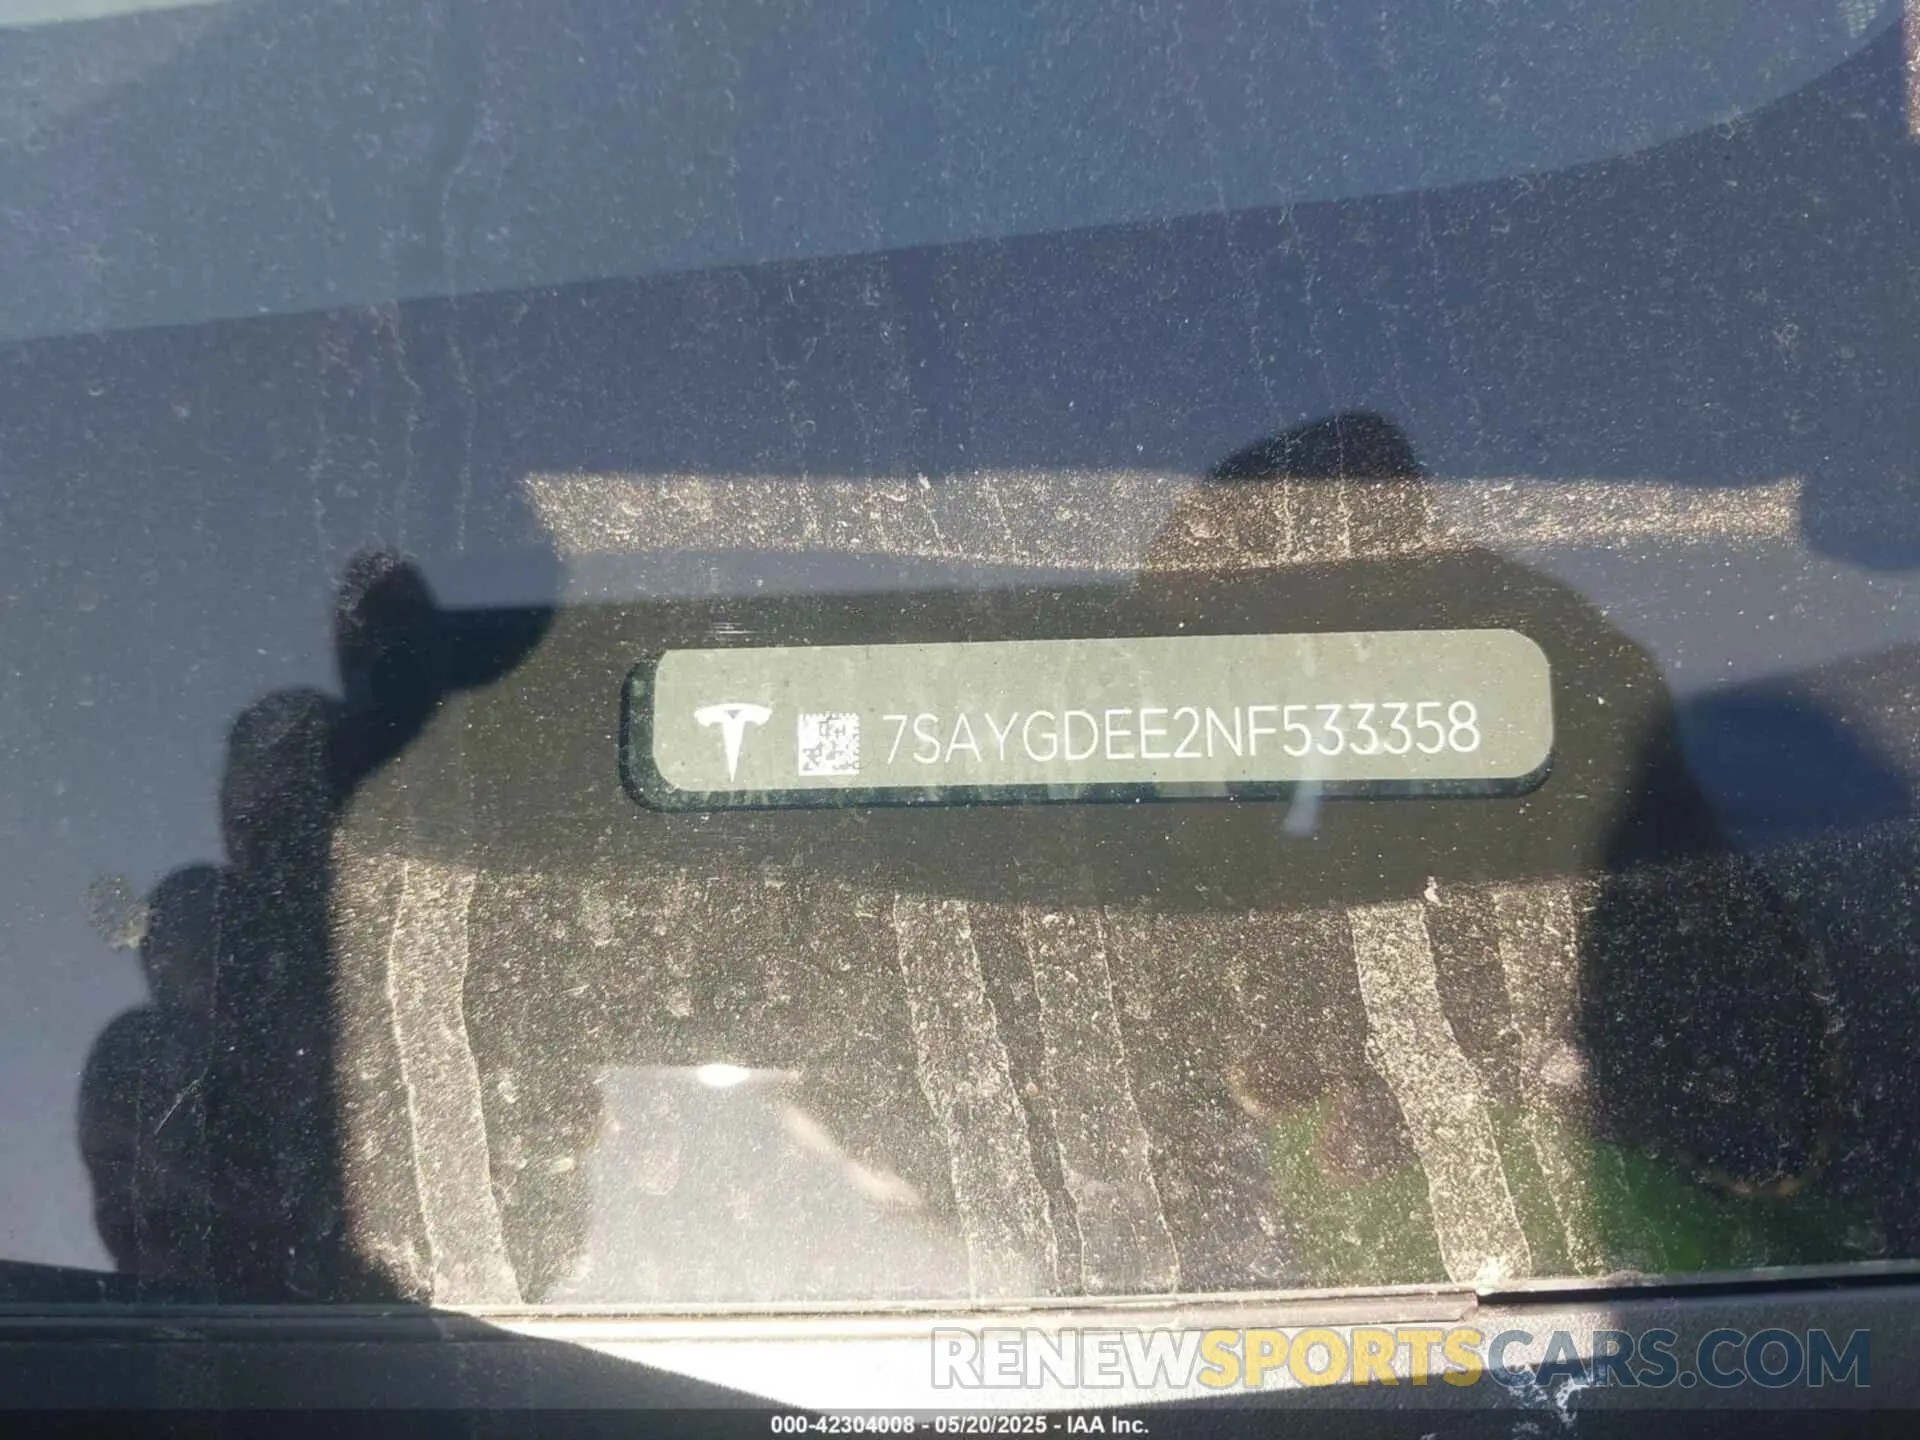 7SAYGDEE2NF533358
RENEWSPORTSCARS.COM
000-42304008 - 05/20/2025 - IAA Inc.